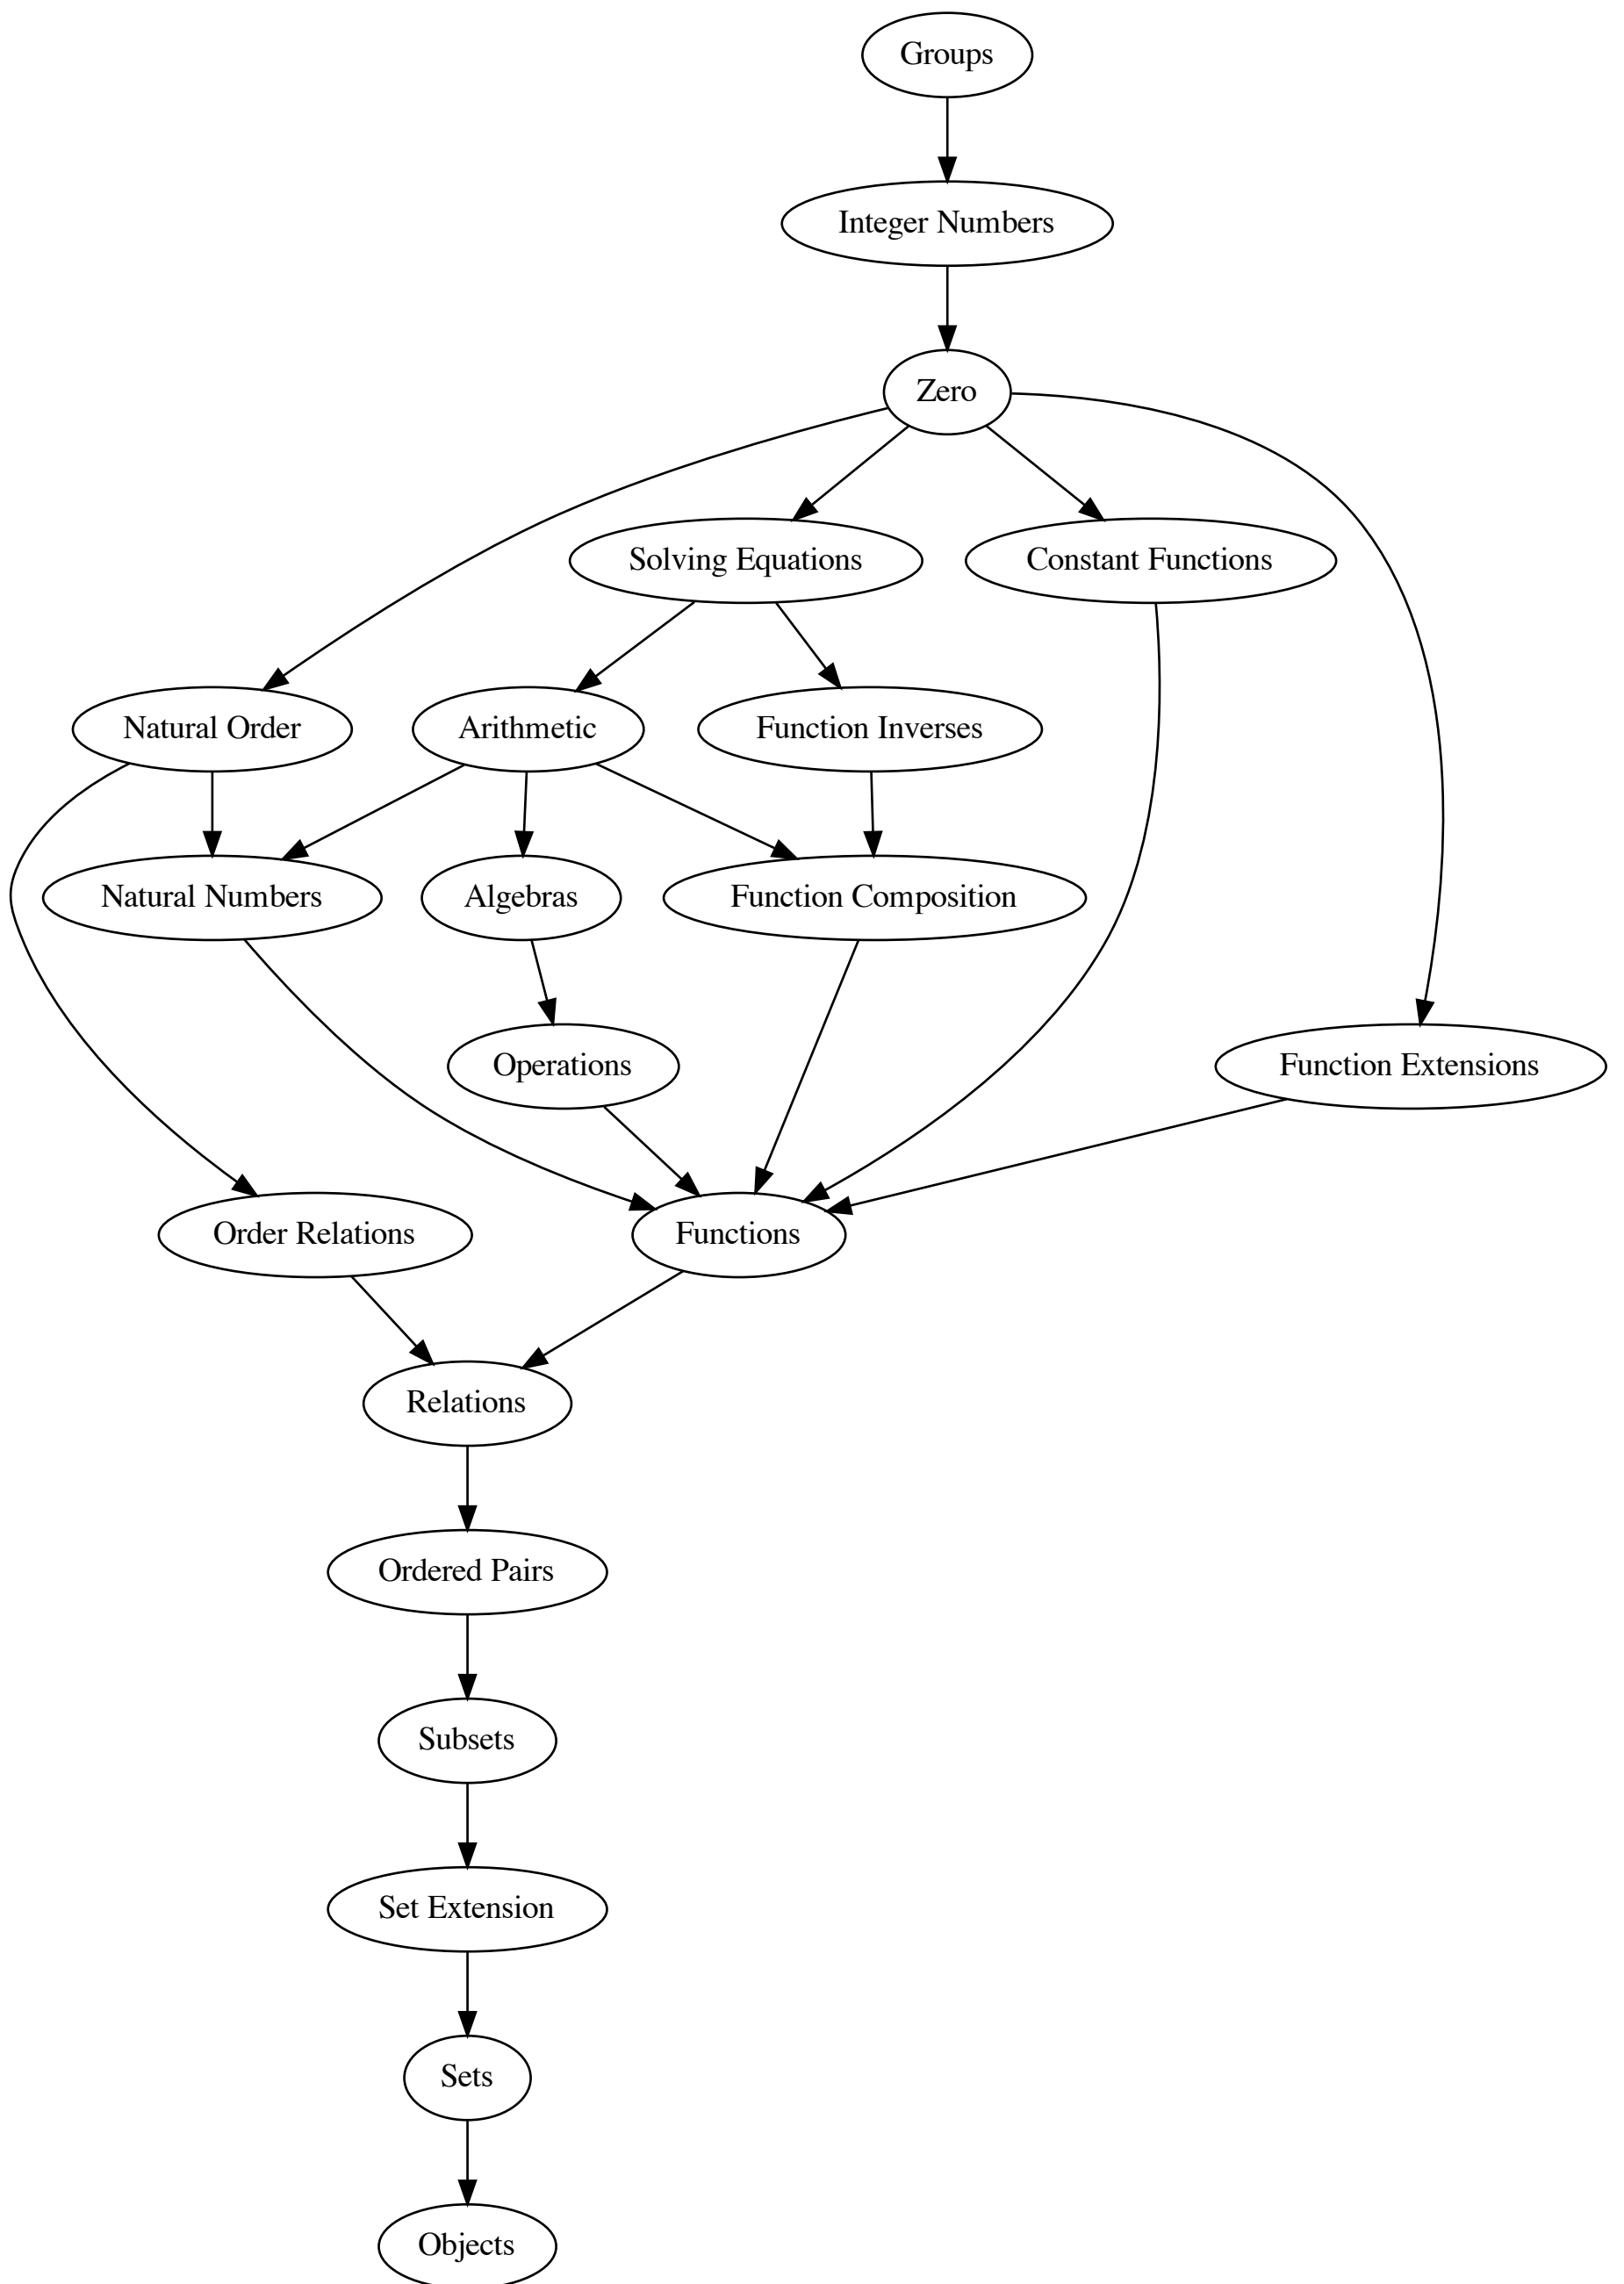 Groups
Integer Numbers
Zero
Solving Equations
Constant Functions
Natural Order
Arithmetic
Function Inverses
Natural Numbers
Algebras
Function Composition
Operations
Function Extensions
Order Relations
Functions
Relations
Ordered Pairs
Subsets
Set Extension
Sets
Objects